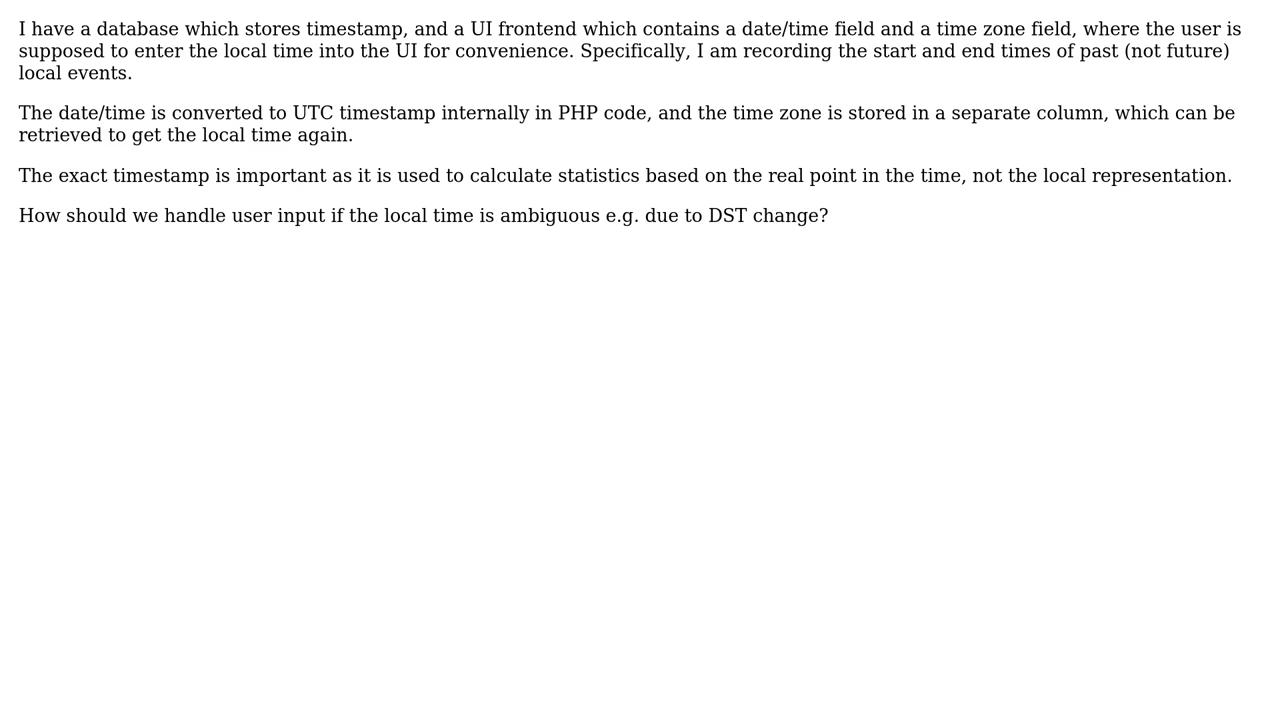 I have a database which stores timestamp, and a UI frontend which contains a date/time field and a time zone field, where the user is
supposed to enter the local time into the UI for convenience. Specifically, I am recording the start and end times of past (not future)
local events.
The date/time is converted to UTC timestamp internally in PHP code, and the time zone is stored in a separate column, which can be
retrieved to get the local time again.
The exact timestamp is important as it is used to calculate statistics based on the real point in the time, not the local representation.
How should we handle user input if the local time is ambiguous e.g. due to DST change?